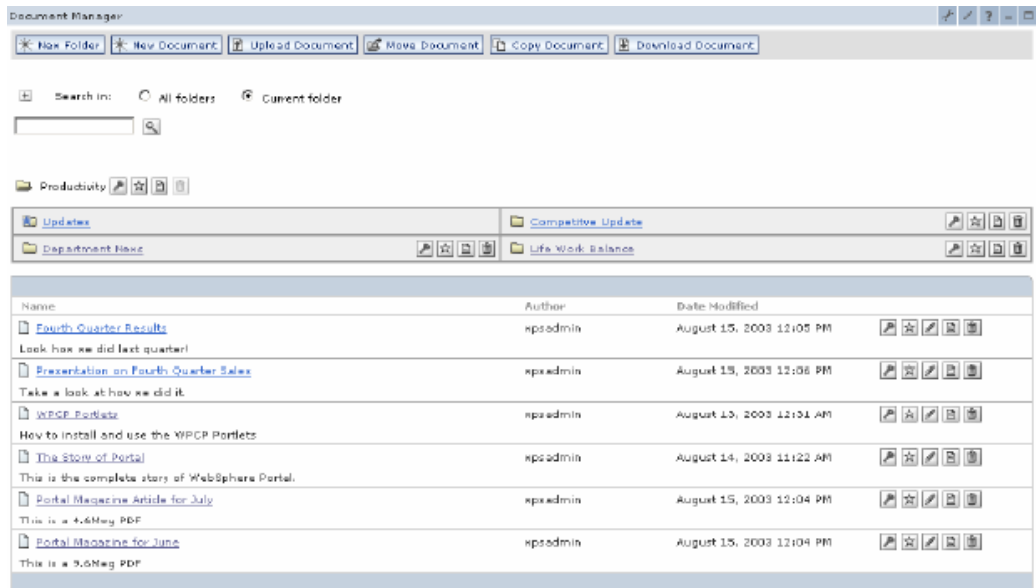 Document Manager
New Folder New Document Upload Document Move Document Copy Document Download Document
Search in: All folders Current folder
Productivity
Updates Competitive Update
Department News Life Work Balance
Name Author Date Modified
Fourth Quarter Results wpsadmin August 15, 2003 12:05 PM
Look how we did last quarter!
Presentation on Fourth Quarter Sales wpsadmin August 15, 2003 12:06 PM
Take a look at how we did it.
WPCP Portlets wpsadmin August 15, 2003 12:51 AM
How to install and use the WPCP Portlets
The Story of Portal wpsadmin August 14, 2003 11:22 AM
This is the complete story of WebSphere Portal.
Portal Magazine Article for July wpsadmin August 15, 2003 12:04 PM
This is a 4.6Meg PDF
Portal Magazine for June wpsadmin August 15, 2003 12:04 PM
This is a 9.6Meg PDF